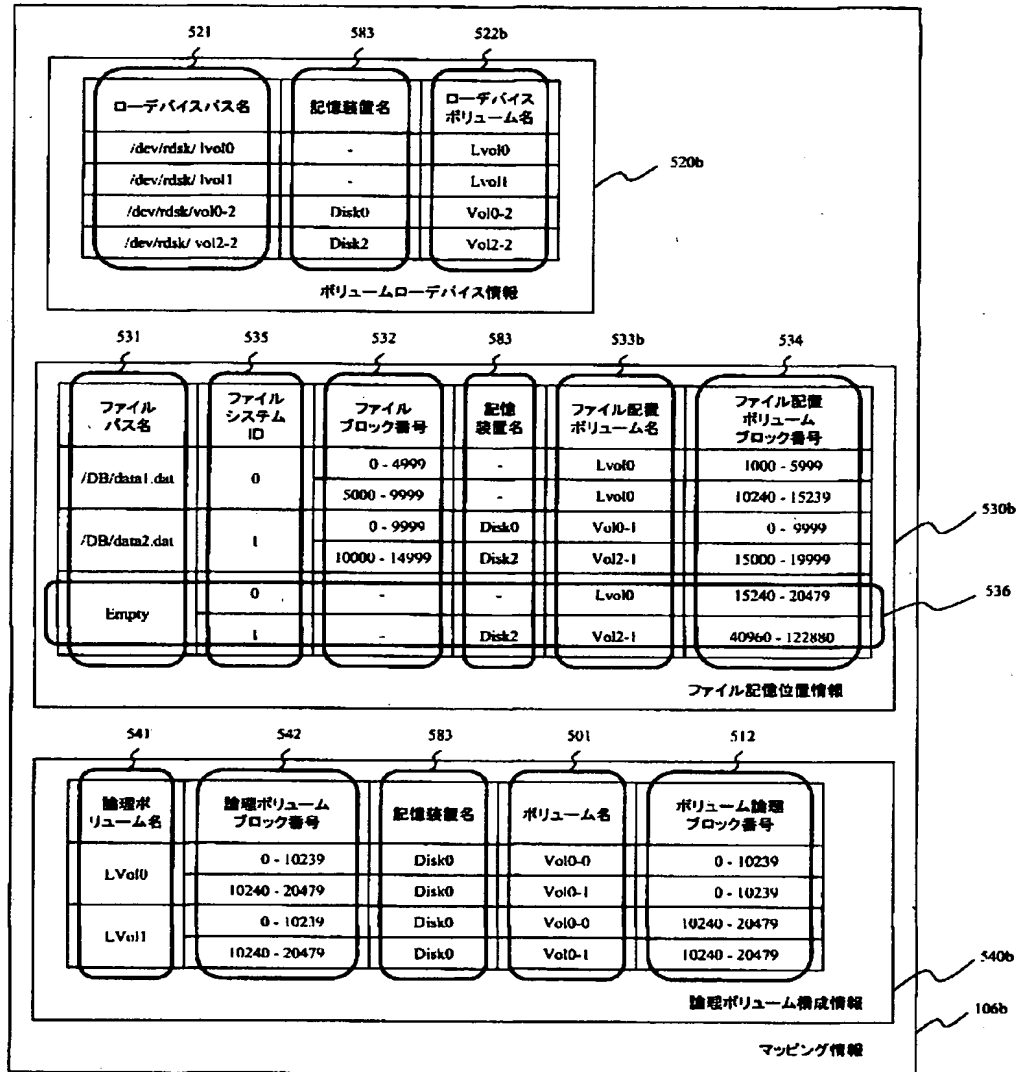 521 583 522b
ローデバイスパス名 記憶装置名 ローデバイス
ボリューム名
/dev/rdsk/ lvol0 - Lvol0
/dev/rdsk/ lvol1 - Lvol1
/dev/rdsk/vol0-2 Disk0 Vol0-2
/dev/rdsk/ vol2-2 Disk2 Vol2-2
ボリュームローデバイス情報
520b
531 535 532 583 533b 534
ファイル
パス名
ファイル
システム
ID
ファイル
ブロック番号
記憶
装置名
ファイル配置
ボリューム名
ファイル配置
ボリューム
ブロック番号
/DB/data1.dat 0 0 - 4999 - Lvol0 1000 - 5999
5000 - 9999 - Lvol0 10240 - 15239
/DB/data2.dat 1 0 - 9999 Disk0 Vol0-1 0 - 9999
10000 - 14999 Disk2 Vol2-1 15000 - 19999
Empty 0 - - Lvol0 15240 - 20479
1 - Disk2 Vol2-1 40960 - 122880
ファイル記憶位置情報
530b
536
541 542 583 501 512
論理ボ
リューム名
論理ボリューム
ブロック番号
記憶装置名
ボリューム名
ボリューム論理
ブロック番号
LVol0 0 - 10239 Disk0 Vol0-0 0 - 10239
10240 - 20479 Disk0 Vol0-1 0 - 10239
LVol1 0 - 10239 Disk0 Vol0-0 10240 - 20479
10240 - 20479 Disk0 Vol0-1 10240 - 20479
論理ボリューム構成情報
540b
マッピング情報
106b